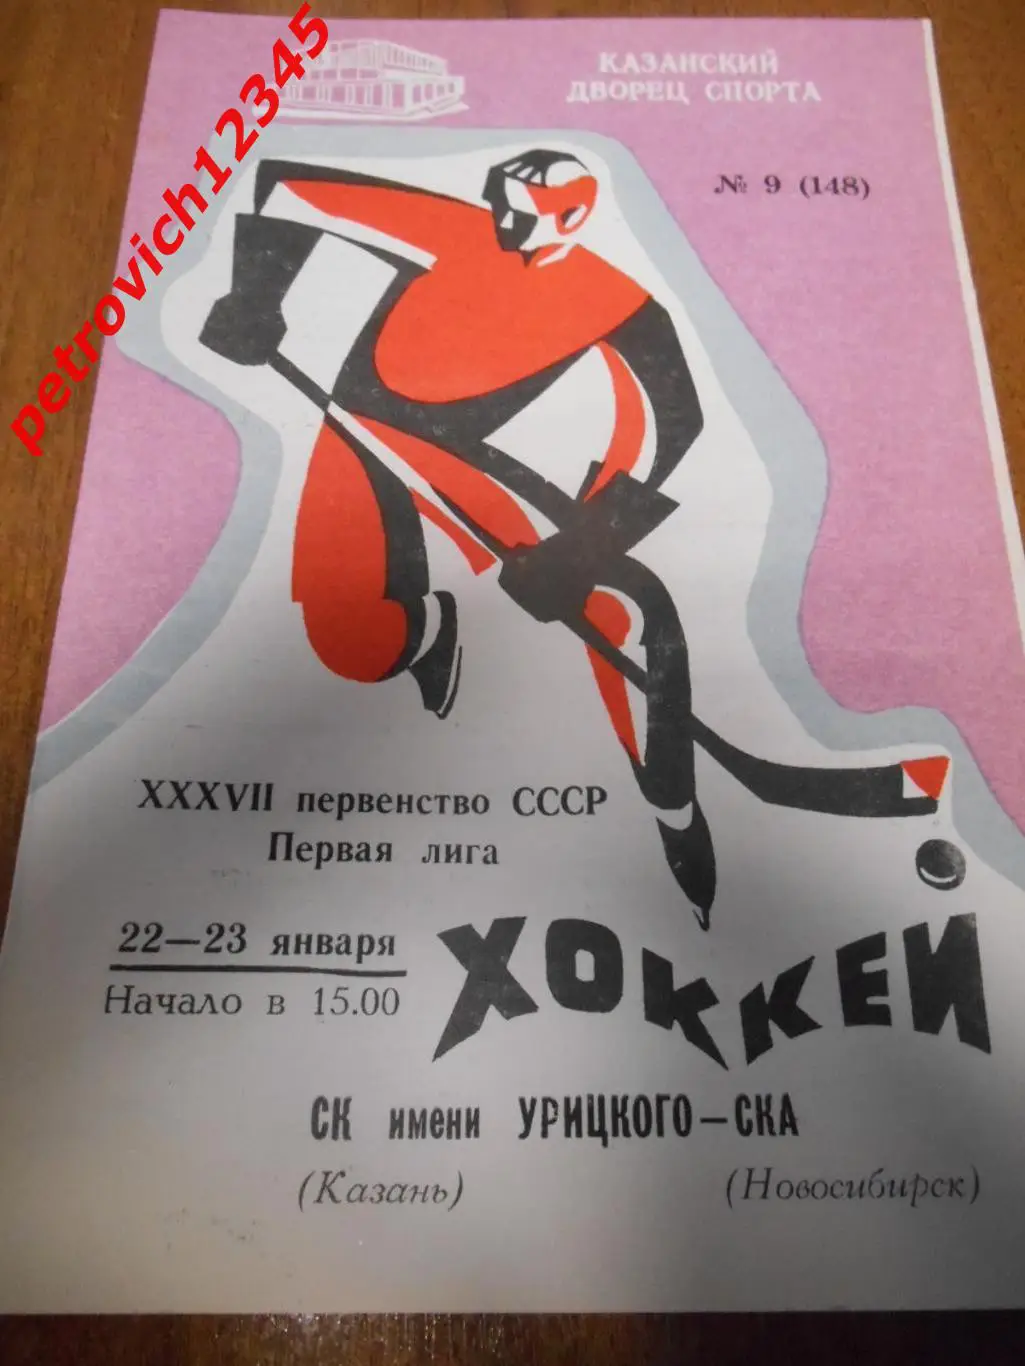 petrovich12345
КАЗАНСКИЙ
ДВОРЕЦ СПОРТА
№ 9 (148)
XXXVII первенство СССР
Первая лига
22—23 января
Начало в 15.00
ХОККЕЙ
СК имени УРИЦКОГО—СКА
(Казань) (Новосибирск)